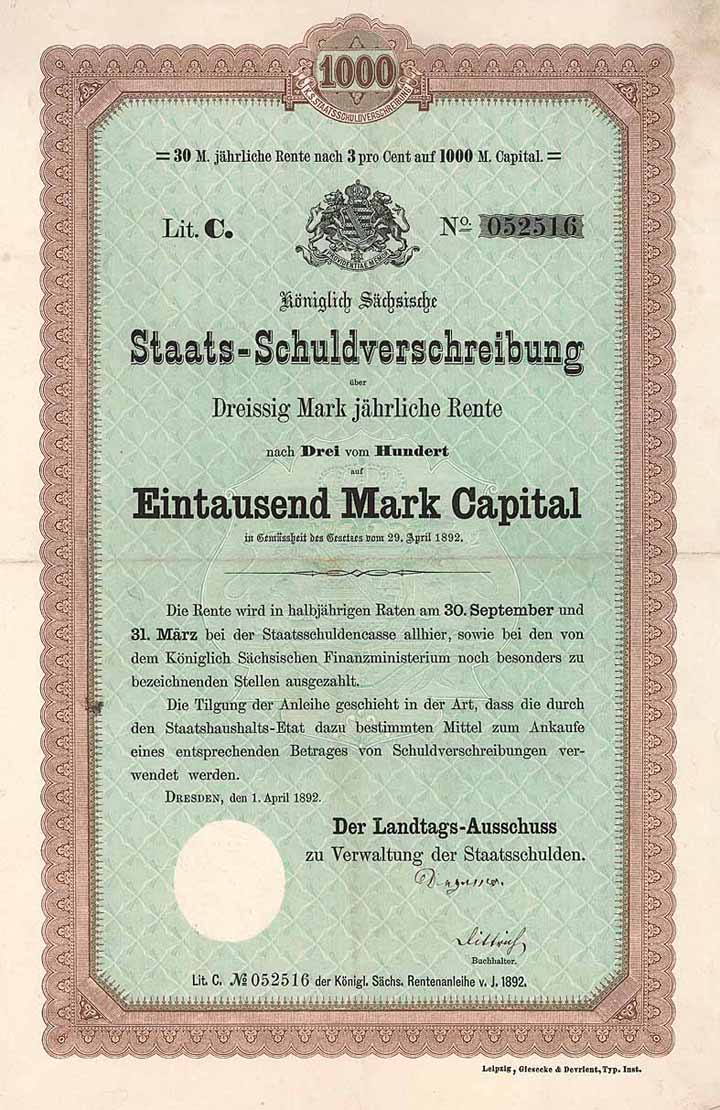 1000
K. S. STAATSSCHULDVERSCHREIBUNG
= 30 M. jährliche Rente nach 3 pro Cent auf 1000 M. Capital. =
Lit. C.
No. 052516
PROVIDENTIAE MEMOR
Königlich Sächsische
Staats-Schuldverschreibung
über
Dreissig Mark jährliche Rente
nach Drei vom Hundert
auf
Eintausend Mark Capital
in Gemässheit des Gesetzes vom 29. April 1892.
Die Rente wird in halbjährigen Raten am 30. September und
31. März bei der Staatsschuldencasse allhier, sowie bei den von
dem Königlich Sächsischen Finanzministerium noch besonders zu
bezeichnenden Stellen ausgezahlt.
Die Tilgung der Anleihe geschieht in der Art, dass die durch
den Staatshaushalts-Etat dazu bestimmten Mittel zum Ankaufe
eines entsprechenden Betrages von Schuldverschreibungen ver-
wendet werden.
DRESDEN, den 1. April 1892.
Der Landtags-Ausschuss
zu Verwaltung der Staatsschulden.
Dittrich
Buchhalter.
Lit. C. No 052516 der Königl. Sächs. Rentenanleihe v. J. 1892.
Leipzig, Giesecke & Devrient, Typ. Inst.